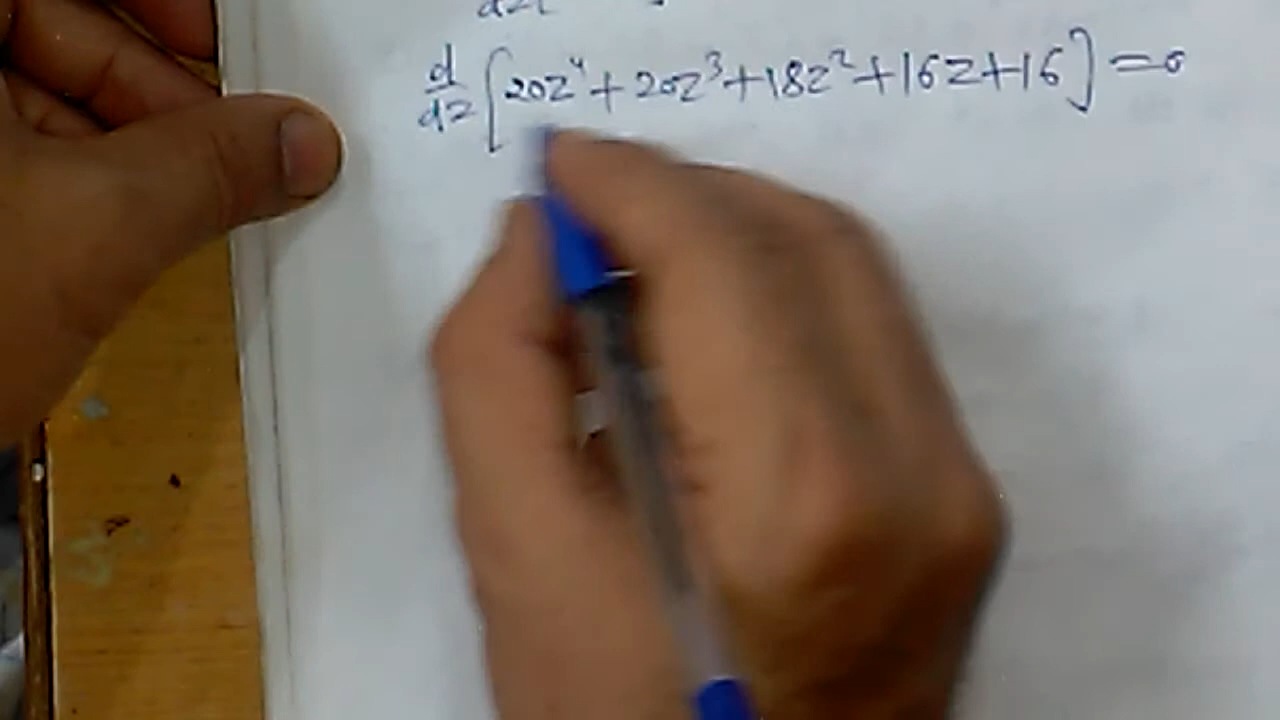 d/dz [20z⁴ + 20z³ + 18z² + 16z + 16] = 0